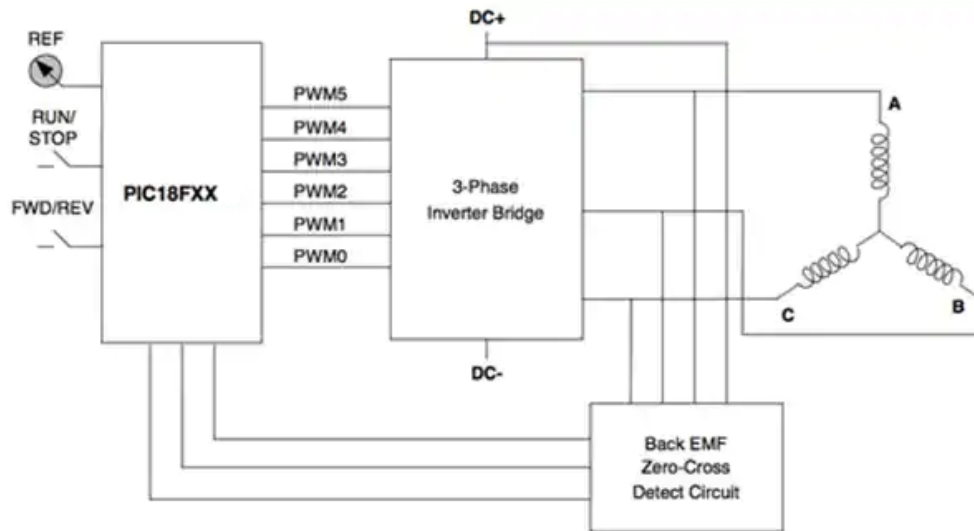 DC+
REF
RUN/
STOP
FWD/REV
PIC18FXX
PWM5
PWM4
PWM3
PWM2
PWM1
PWM0
3-Phase
Inverter Bridge
DC-
A
B
C
Back EMF
Zero-Cross
Detect Circuit